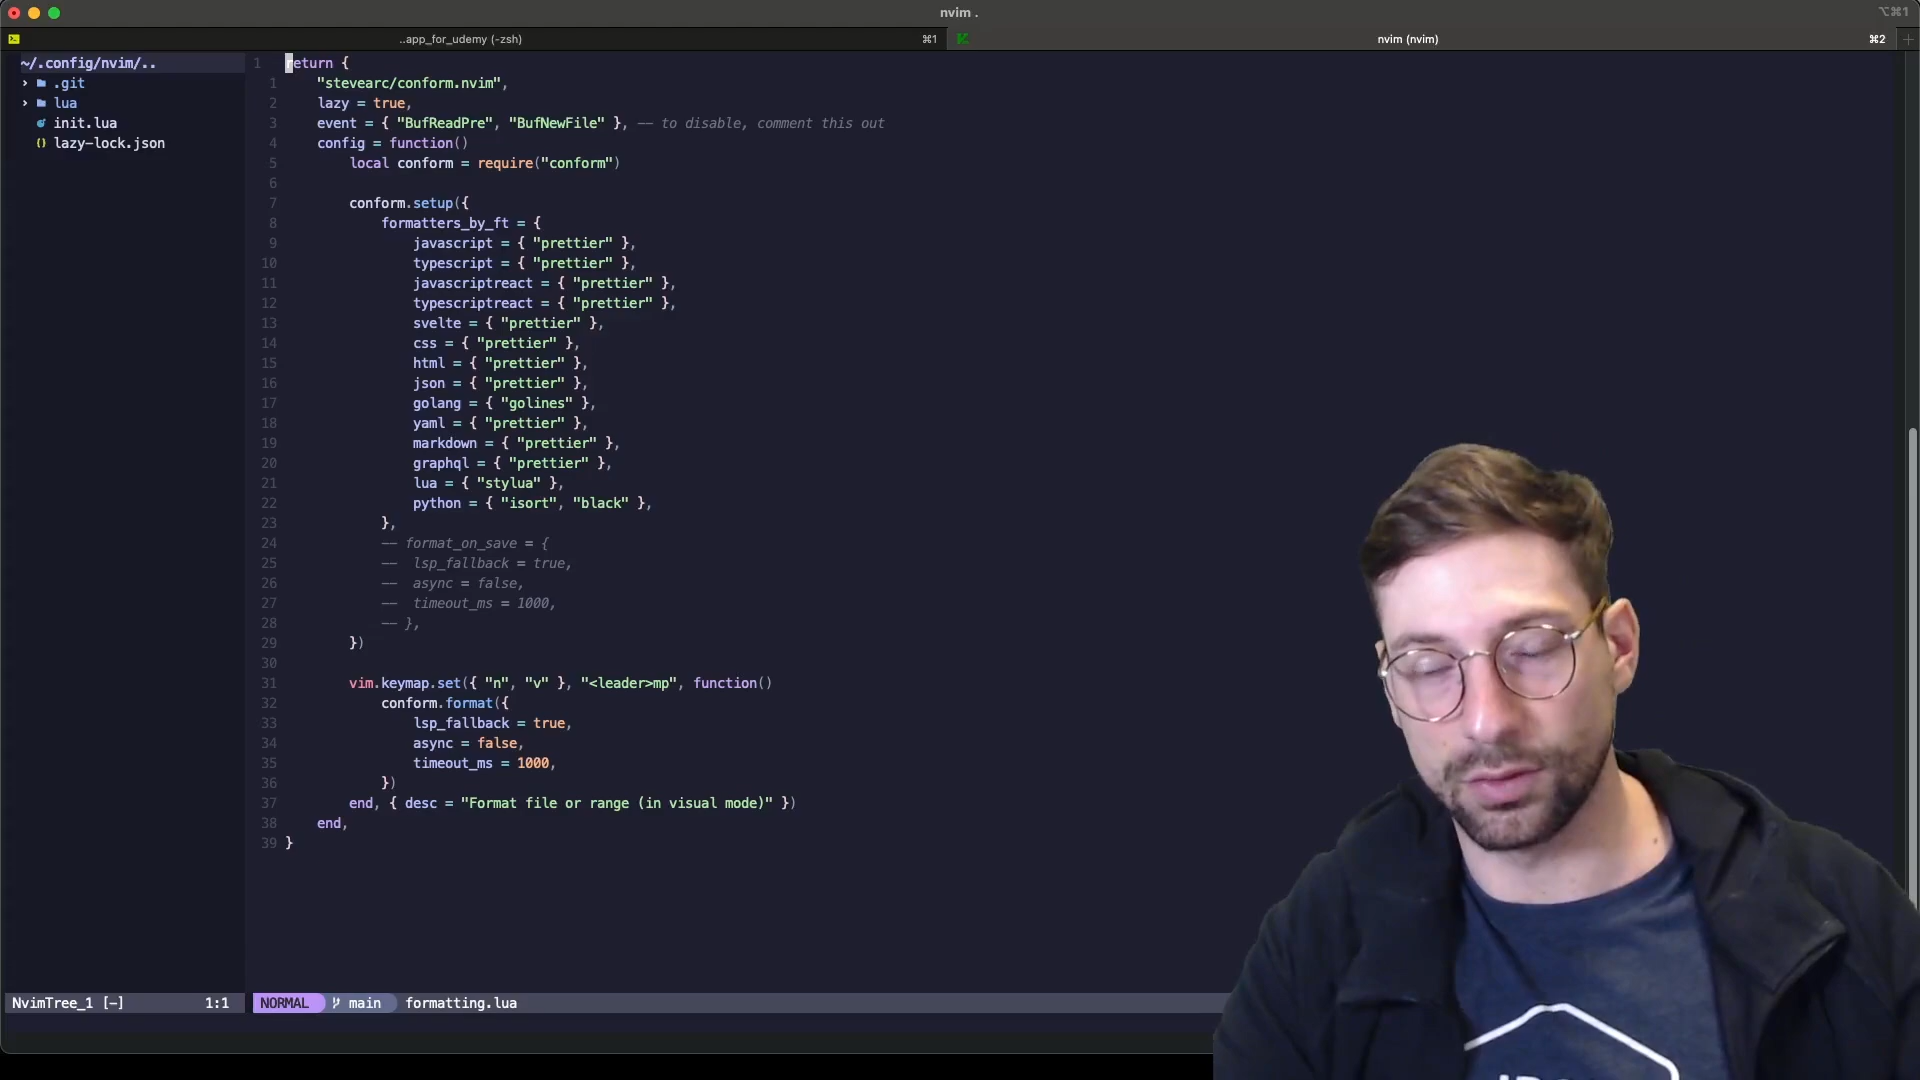 nvim .
⌥⌘1
..app_for_udemy (-zsh)
⌘1
nvim (nvim)
⌘2
~/.config/nvim/..
.git
lua
init.lua
lazy-lock.json
1 return {
1 "stevearc/conform.nvim",
2 lazy = true,
3 event = { "BufReadPre", "BufNewFile" }, -- to disable, comment this out
4 config = function()
5 local conform = require("conform")
6
7 conform.setup({
8 formatters_by_ft = {
9 javascript = { "prettier" },
10 typescript = { "prettier" },
11 javascriptreact = { "prettier" },
12 typescriptreact = { "prettier" },
13 svelte = { "prettier" },
14 css = { "prettier" },
15 html = { "prettier" },
16 json = { "prettier" },
17 golang = { "golines" },
18 yaml = { "prettier" },
19 markdown = { "prettier" },
20 graphql = { "prettier" },
21 lua = { "stylua" },
22 python = { "isort", "black" },
23 },
24 -- format_on_save = {
25 -- lsp_fallback = true,
26 -- async = false,
27 -- timeout_ms = 1000,
28 -- },
29 })
30
31 vim.keymap.set({ "n", "v" }, "<leader>mp", function()
32 conform.format({
33 lsp_fallback = true,
34 async = false,
35 timeout_ms = 1000,
36 })
37 end, { desc = "Format file or range (in visual mode)" })
38 end,
39 }
NvimTree_1 [-] 1:1
NORMAL main formatting.lua